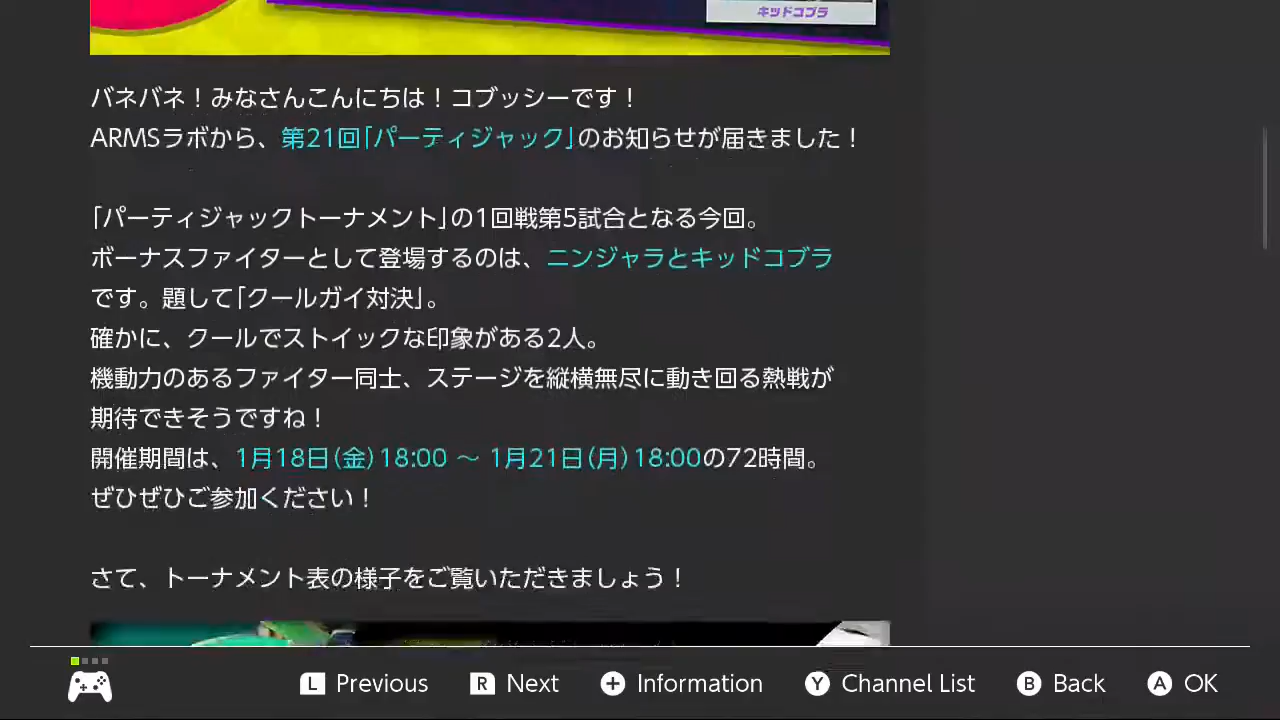 キッドコブラ
バネバネ！みなさんこんにちは！コブッシーです！
ARMSラボから、第21回「パーティジャック」のお知らせが届きました！
「パーティジャックトーナメント」の1回戦第5試合となる今回。
ボーナスファイターとして登場するのは、ニンジャラとキッドコブラ
です。題して「クールガイ対決」。
確かに、クールでストイックな印象がある2人。
機動力のあるファイター同士、ステージを縦横無尽に動き回る熱戦が
期待できそうですね！
開催期間は、1月18日(金)18:00 ～ 1月21日(月)18:00の72時間。
ぜひぜひご参加ください！
さて、トーナメント表の様子をご覧いただきましょう！
L Previous R Next + Information Y Channel List B Back A OK